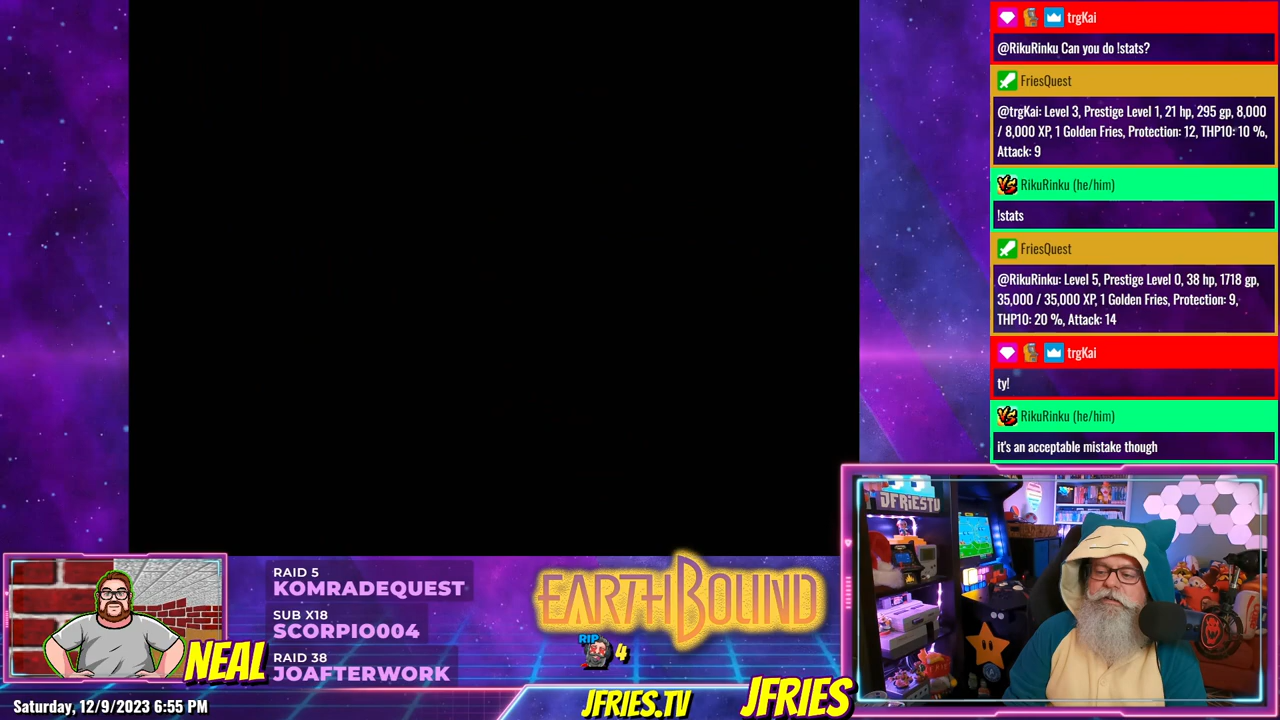 trgKai
@RikuRinku Can you do !stats?
FriesQuest
@trgKai: Level 3, Prestige Level 1, 21 hp, 295 gp, 8,000
/ 8,000 XP, 1 Golden Fries, Protection: 12, THP10: 10 %,
Attack: 9
RikuRinku (he/him)
!stats
FriesQuest
@RikuRinku: Level 5, Prestige Level 0, 38 hp, 1718 gp,
35,000 / 35,000 XP, 1 Golden Fries, Protection: 9,
THP10: 20 %, Attack: 14
trgKai
ty!
RikuRinku (he/him)
it's an acceptable mistake though
JFRIESTV
NEAL
RAID 5
KOMRADEQUEST
SUB X18
SCORPIO004
RAID 38
JOAFTERWORK
EARTHBOUND
RIP
4
Saturday, 12/9/2023 6:55 PM
JFRIES.TV
JFRIES